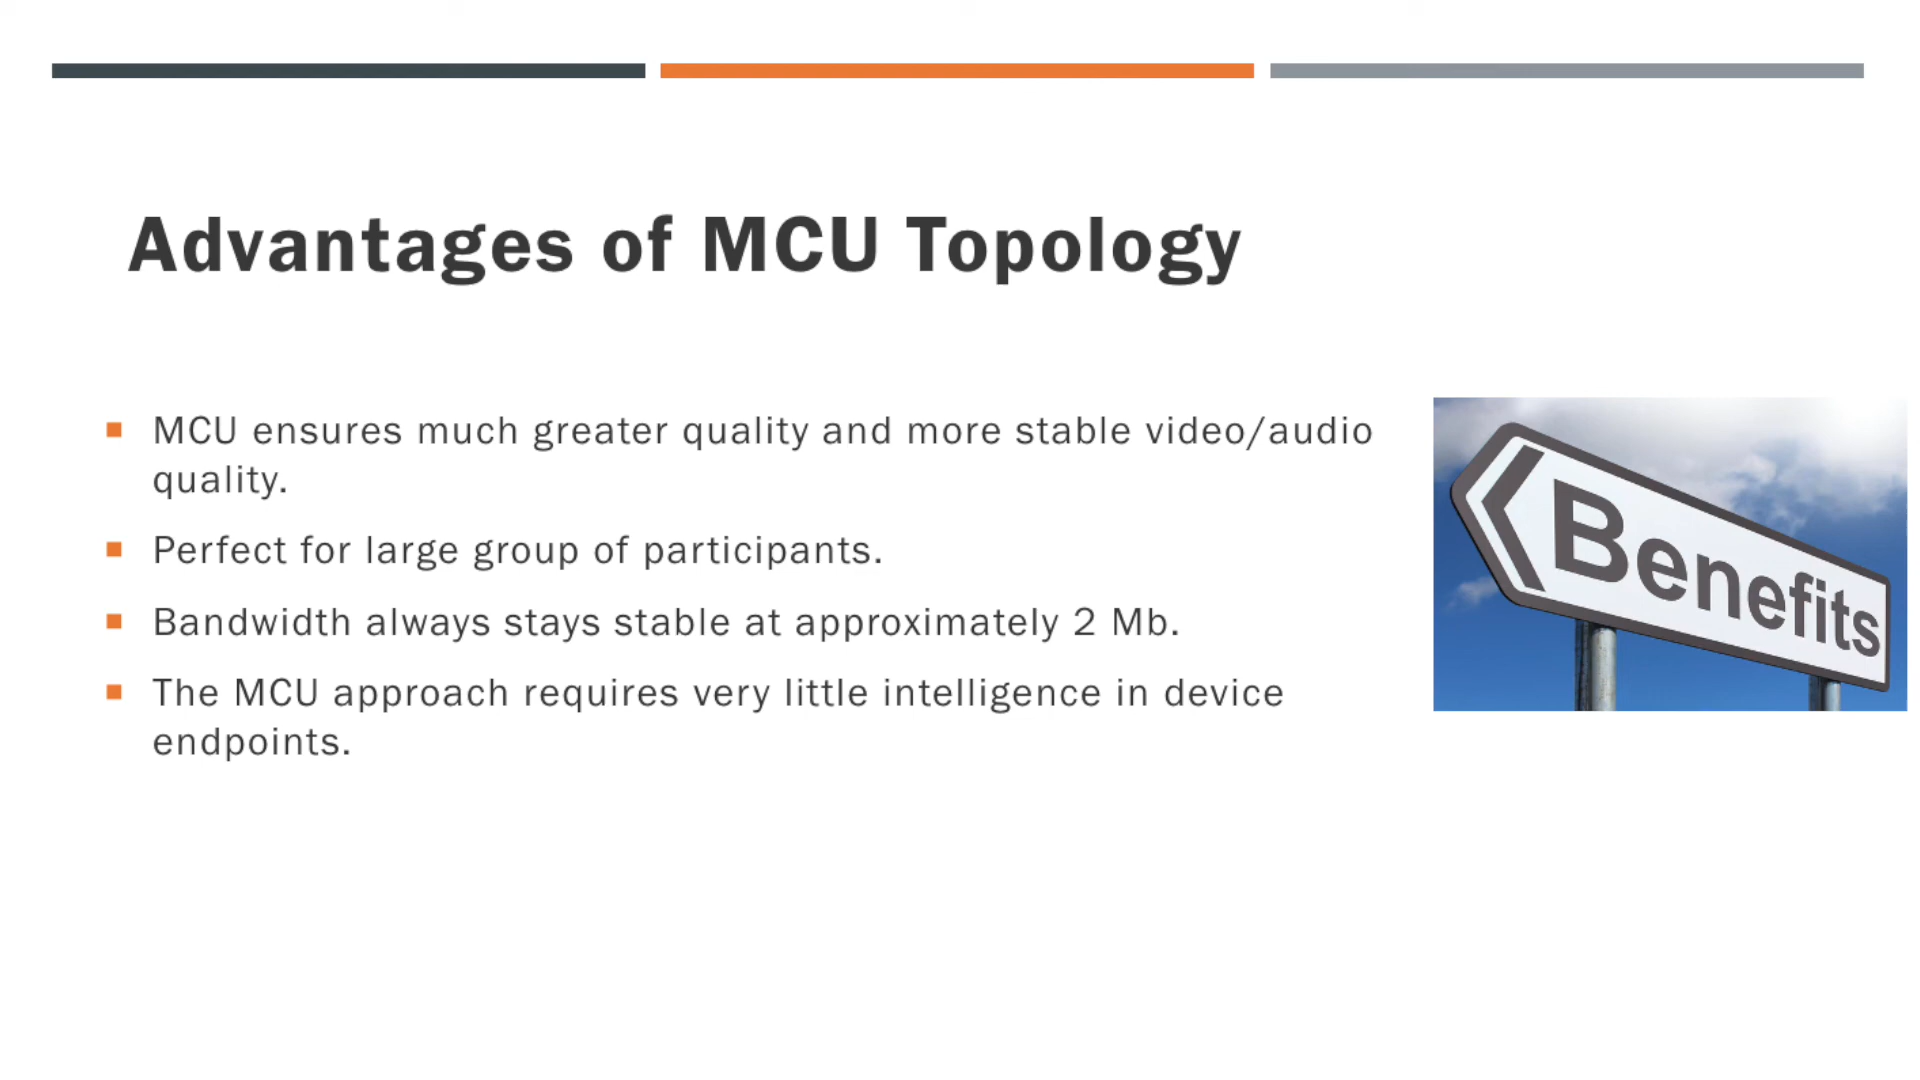 Advantages of MCU Topology
MCU ensures much greater quality and more stable video/audio
quality.
Perfect for large group of participants.
Bandwidth always stays stable at approximately 2 Mb.
The MCU approach requires very little intelligence in device
endpoints.
Benefits